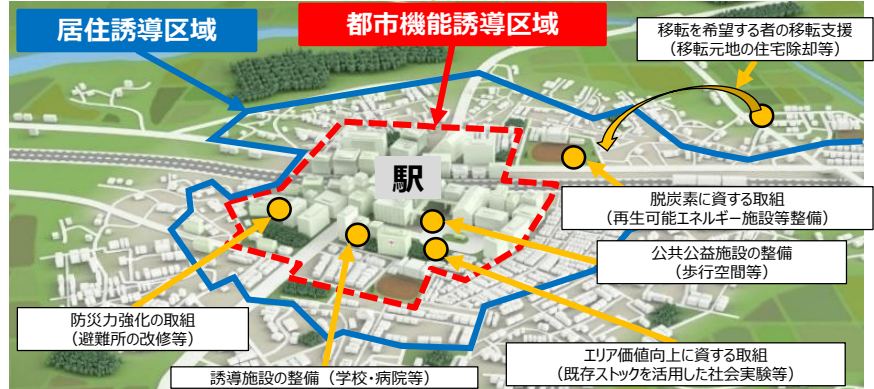 居住誘導区域
都市機能誘導区域
移転を希望する者の移転支援
（移転元地の住宅除却等）
駅
脱炭素に資する取組
（再生可能エネルギー施設等整備）
公共公益施設の整備
（歩行空間等）
防災力強化の取組
（避難所の改修等）
誘導施設の整備（学校・病院等）
エリア価値向上に資する取組
（既存ストックを活用した社会実験等）